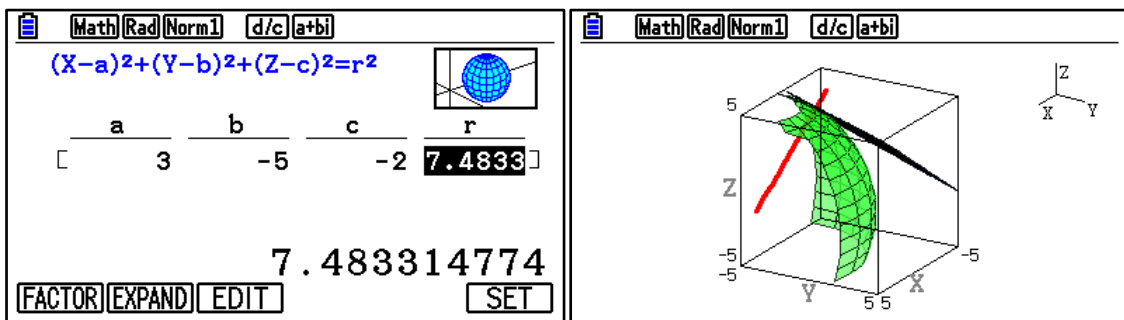 Math Rad Norm1 d/c a+bi
(X-a)²+(Y-b)²+(Z-c)²=r²
a b c r
[ 3 -5 -2 7.4833 ]
7.483314774
FACTOR EXPAND EDIT SET
Math Rad Norm1 d/c a+bi
Z
X Y
5
Z
-5
-5
Y
5 5
X
-5